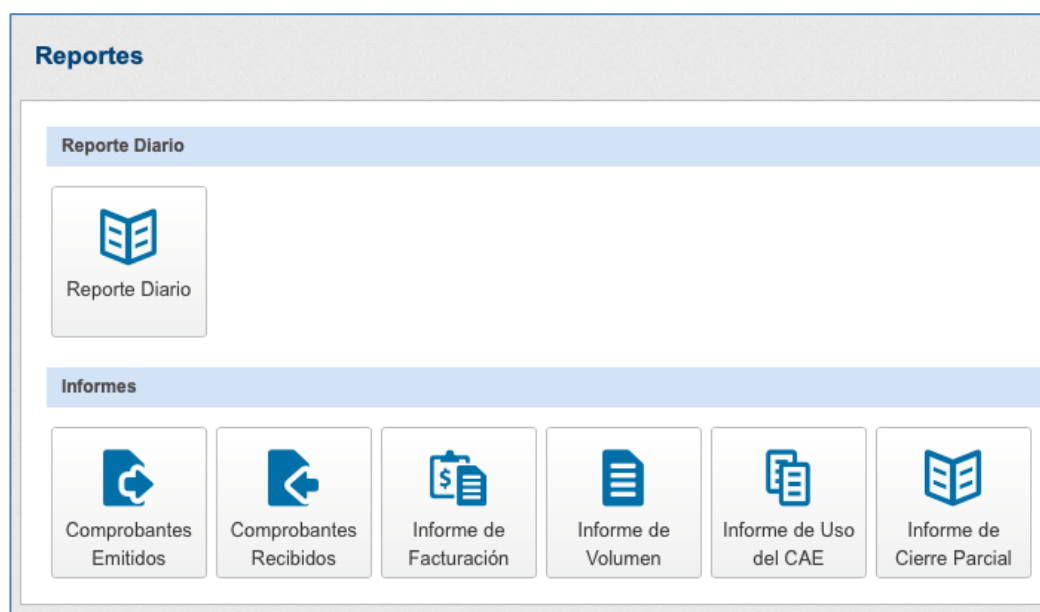 Reportes
Reporte Diario
Reporte Diario
Informes
Comprobantes
Emitidos
Comprobantes
Recibidos
$
Informe de
Facturación
Informe de
Volumen
Informe de Uso
del CAE
Informe de
Cierre Parcial